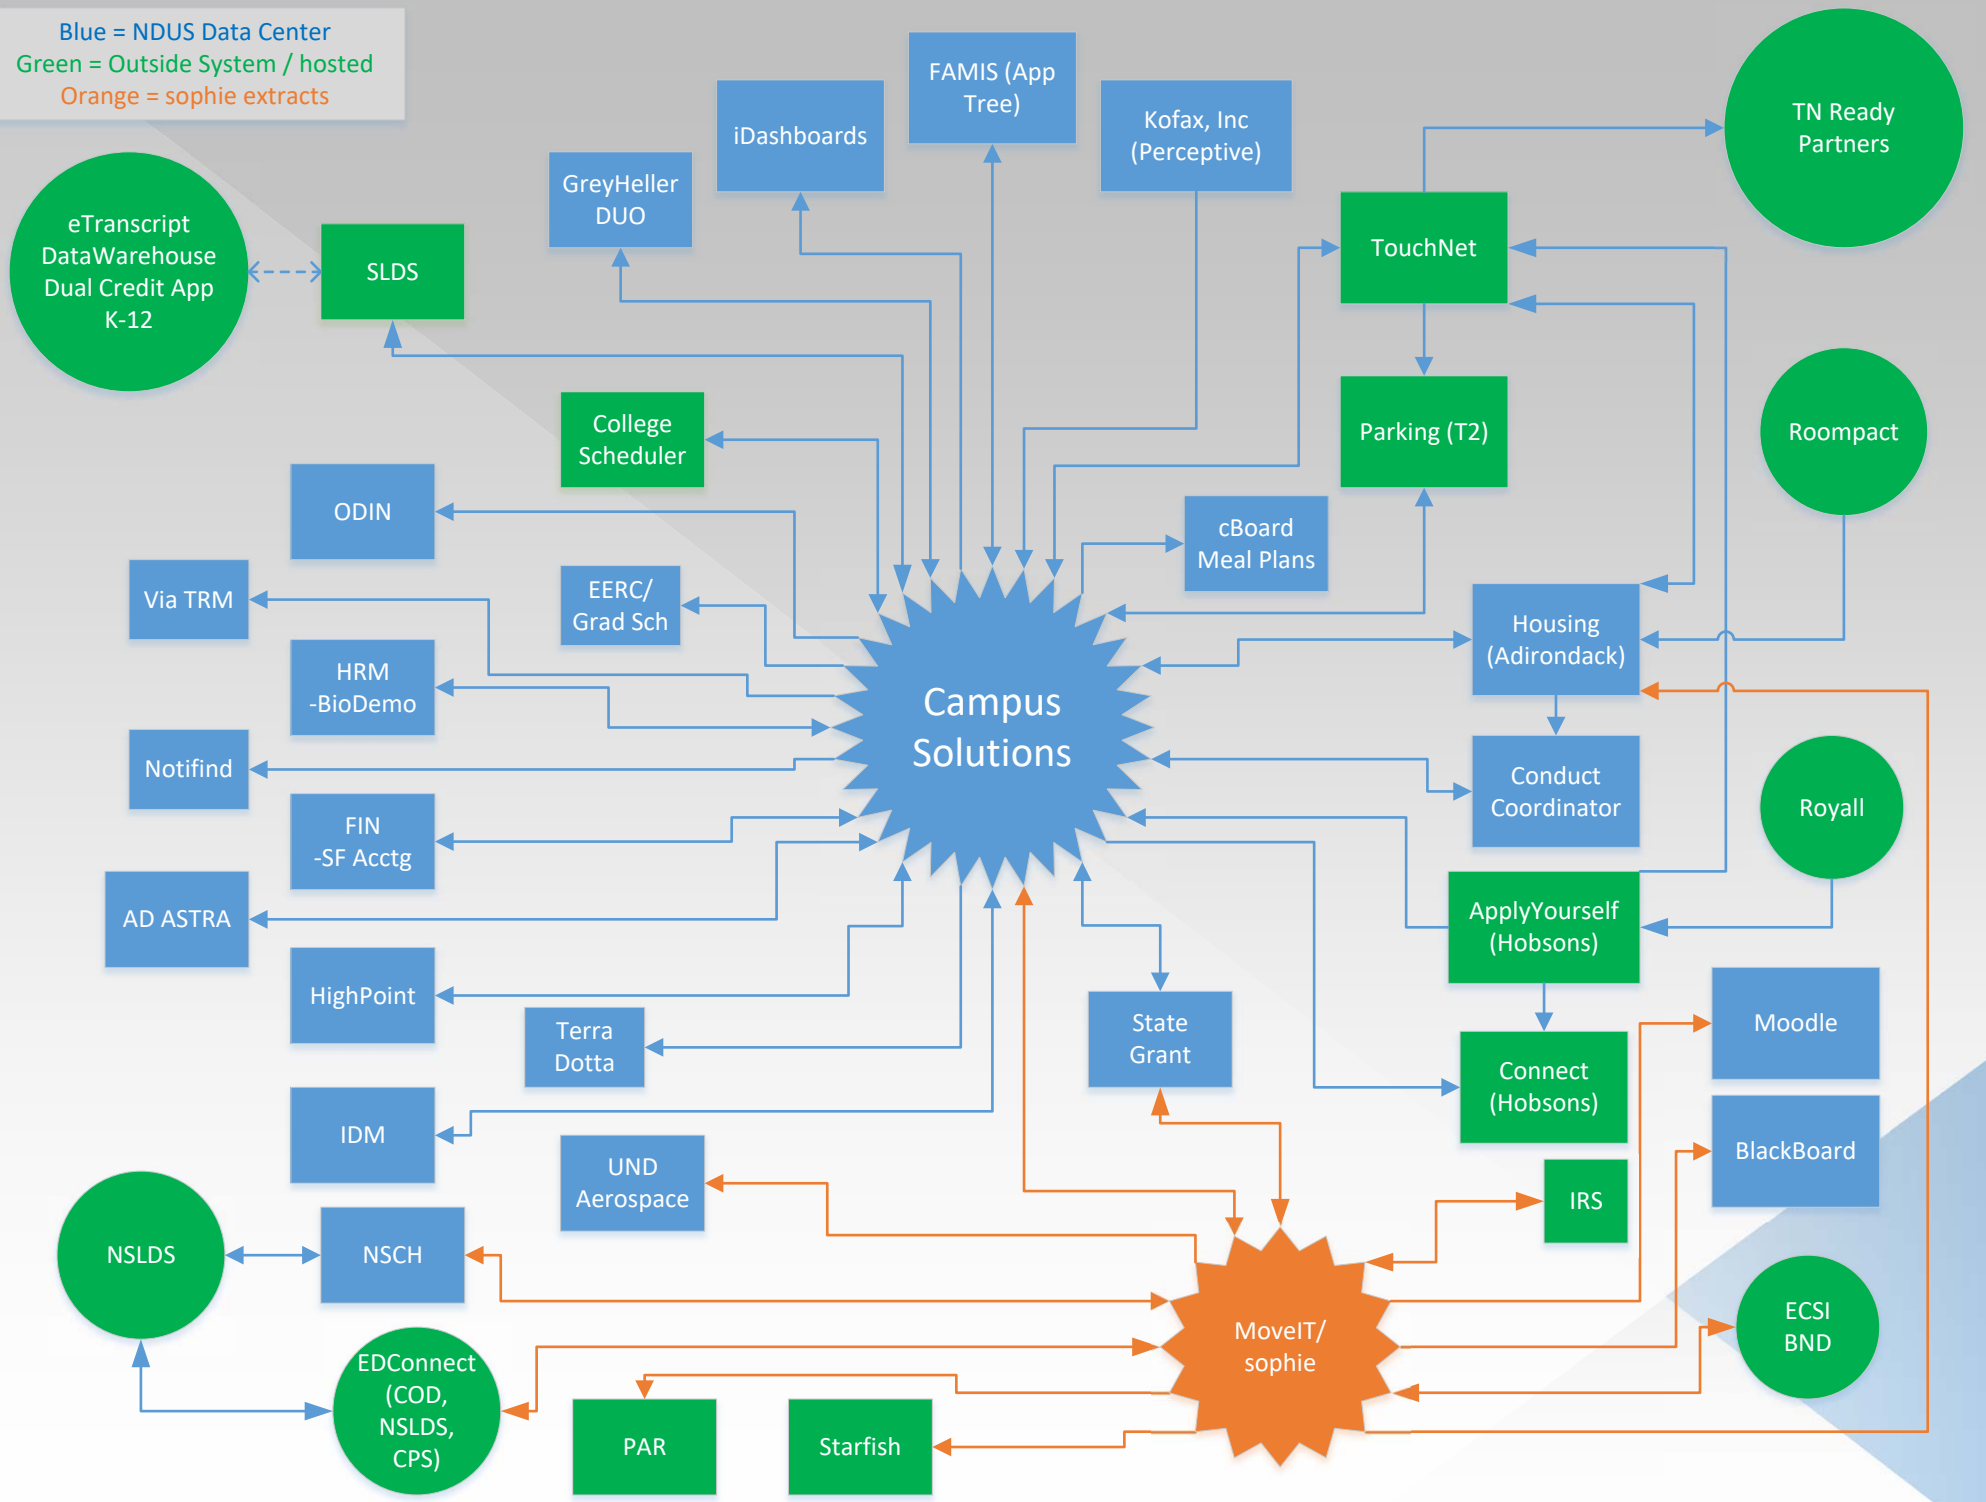 Blue = NDUS Data Center
Green = Outside System / hosted
Orange = sophie extracts
FAMIS (App
Tree)
iDashboards
Kofax, Inc
(Perceptive)
TN Ready
Partners
GreyHeller
DUO
eTranscript
DataWarehouse
Dual Credit App
K-12
SLDS
TouchNet
College
Scheduler
Parking (T2)
Roompact
ODIN
cBoard
Meal Plans
Via TRM
EERC/
Grad Sch
Housing
(Adirondack)
HRM
-BioDemo
Campus
Solutions
Notifind
Conduct
Coordinator
Royall
FIN
-SF Acctg
AD ASTRA
ApplyYourself
(Hobsons)
HighPoint
Terra
Dotta
State
Grant
Moodle
Connect
(Hobsons)
IDM
UND
Aerospace
BlackBoard
IRS
NSLDS
NSCH
MoveIT/
sophie
ECSI
BND
EDConnect
(COD,
NSLDS,
CPS)
PAR
Starfish